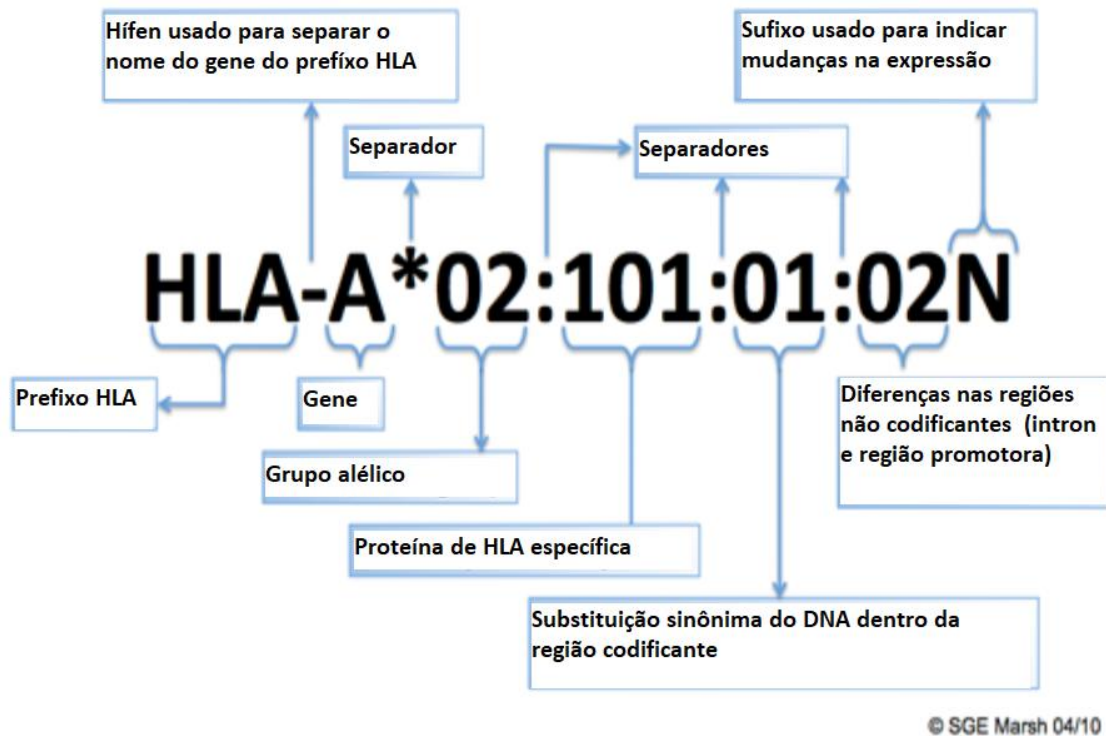 Hífen usado para separar o
nome do gene do prefíxo HLA
Sufixo usado para indicar
mudanças na expressão
Separador
Separadores
HLA-A*02:101:01:02N
Prefixo HLA
Gene
Grupo alélico
Proteína de HLA específica
Substituição sinônima do DNA dentro da
região codificante
Diferenças nas regiões
não codificantes (intron
e região promotora)
© SGE Marsh 04/10